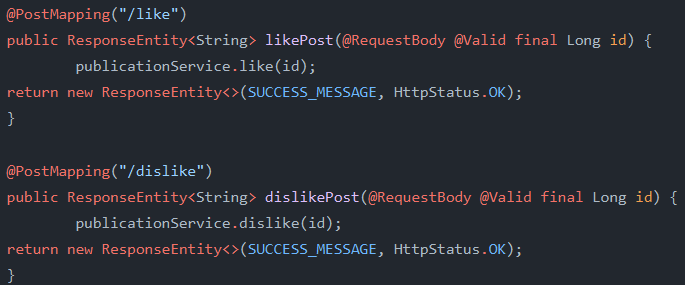 @PostMapping("/like")
public ResponseEntity<String> likePost(@RequestBody @Valid final Long id) {
        publicationService.like(id);
return new ResponseEntity<>(SUCCESS_MESSAGE, HttpStatus.OK);
}

@PostMapping("/dislike")
public ResponseEntity<String> dislikePost(@RequestBody @Valid final Long id) {
        publicationService.dislike(id);
return new ResponseEntity<>(SUCCESS_MESSAGE, HttpStatus.OK);
}